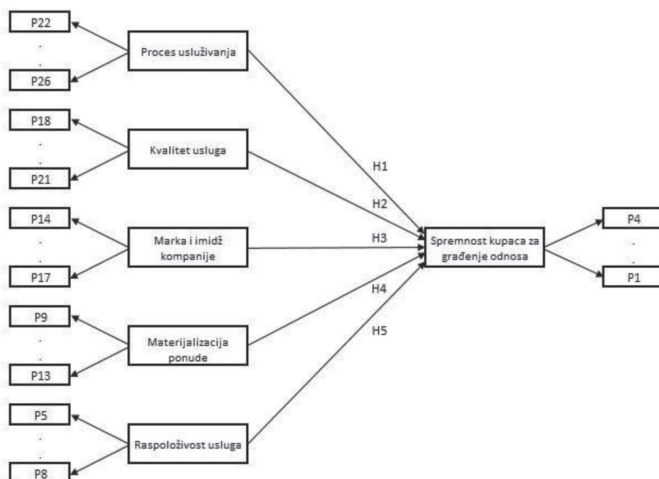 P22
.
.
P26
Proces usluživanja
P18
.
.
P21
Kvalitet usluga
P14
.
.
P17
Marka i imidž
kompanije
P9
.
.
P13
Materijalizacija
ponude
P5
.
.
P8
Raspoloživost usluga
H1
H2
H3
H4
H5
Spremnost kupaca za
građenje odnosa
P4
.
.
P1